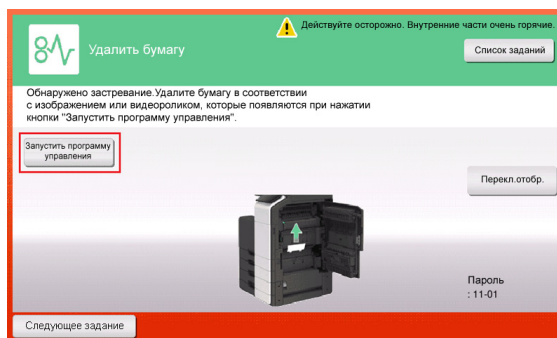 Действуйте осторожно. Внутренние части очень горячие.
Удалить бумагу
Список заданий
Обнаружено застревание.Удалите бумагу в соответствии
с изображением или видеороликом, которые появляются при нажатии
кнопки "Запустить программу управления".
Запустить программу
управления
Перекл.отобр.
Пароль
: 11-01
Следующее задание